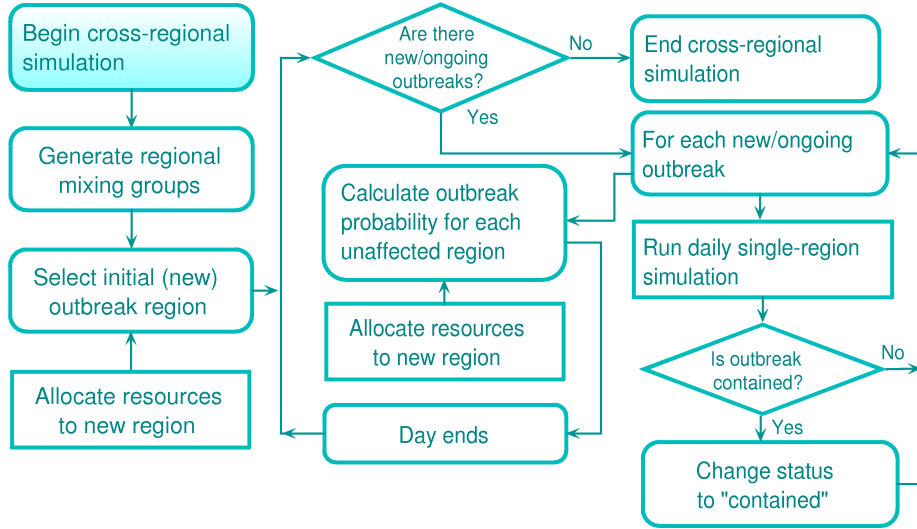 Begin cross-regional
simulation
Generate regional
mixing groups
Select initial (new)
outbreak region
Allocate resources
to new region
Are there
new/ongoing
outbreaks?
No
Yes
End cross-regional
simulation
For each new/ongoing
outbreak
Calculate outbreak
probability for each
unaffected region
Allocate resources
to new region
Day ends
Run daily single-region
simulation
Is outbreak
contained?
No
Yes
Change status
to "contained"